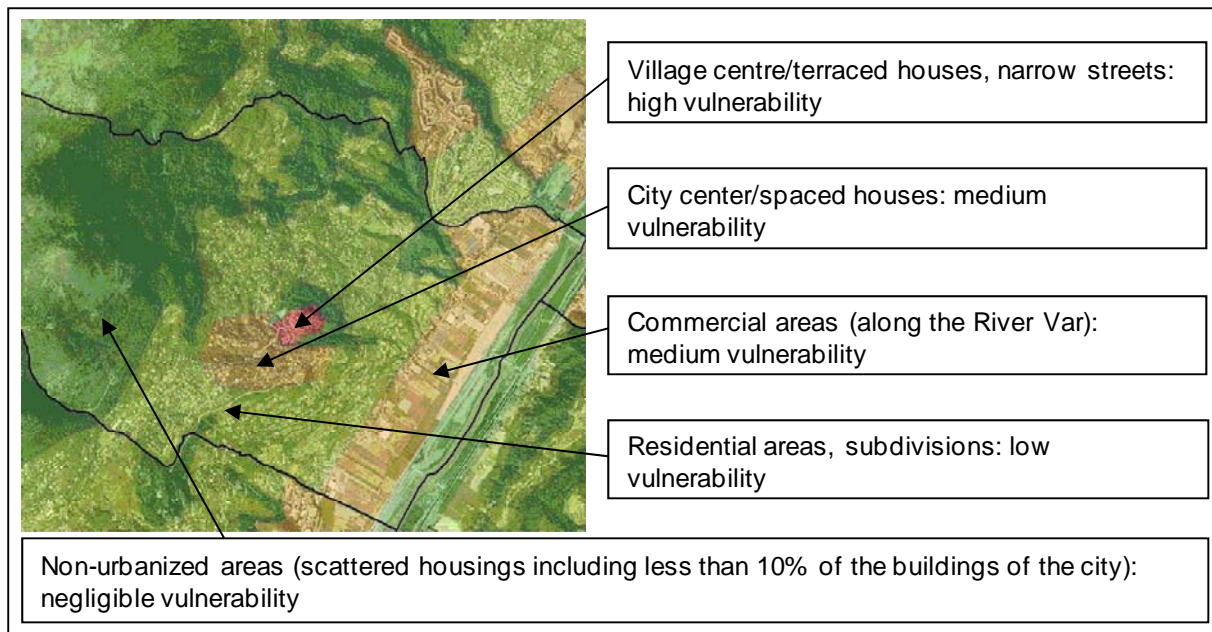 Village centre/terraced houses, narrow streets:
high vulnerability
City center/spaced houses: medium
vulnerability
Commercial areas (along the River Var):
medium vulnerability
Residential areas, subdivisions: low
vulnerability
Non-urbanized areas (scattered housings including less than 10% of the buildings of the city):
negligible vulnerability